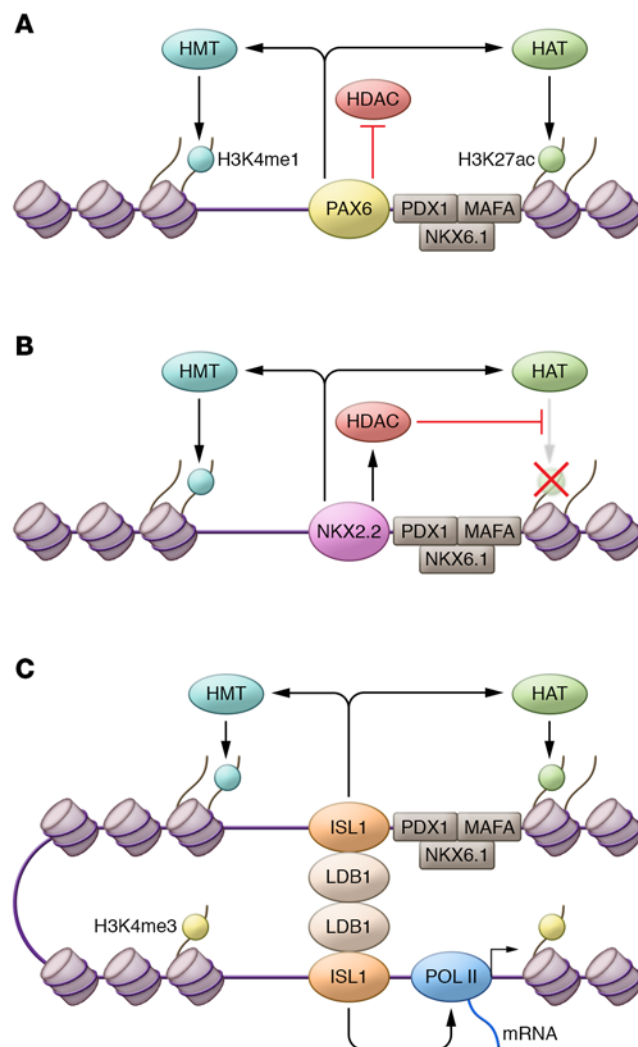 A
HMT
HAT
HDAC
H3K4me1
H3K27ac
PAX6
PDX1
MAFA
NKX6.1
B
HMT
HAT
HDAC
NKX2.2
PDX1
MAFA
NKX6.1
C
HMT
HAT
ISL1
PDX1
MAFA
NKX6.1
LDB1
LDB1
H3K4me3
ISL1
POL II
mRNA